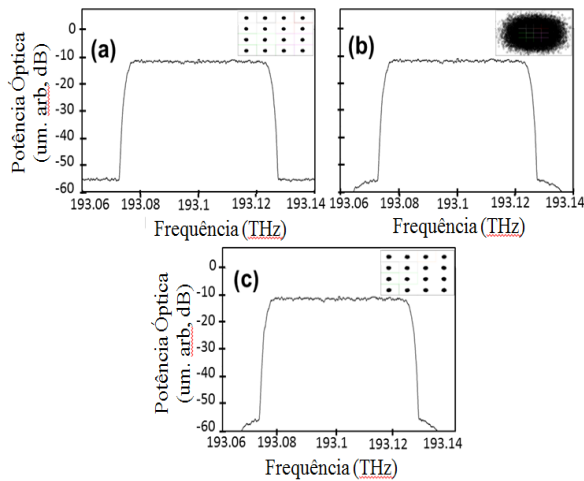 (a)
0
-10
-20
-30
-40
-50
-60
Potência Óptica
(um. arb, dB)
193.06 193.08 193.1 193.12 193.14
Frequência (THz)
(b)
0
-10
-20
-30
-40
-50
-60
193.06 193.08 193.1 193.12 193.14
Frequência (THz)
(c)
0
-10
-20
-30
-40
-50
-60
Potência Óptica
(um. arb, dB)
193.06 193.08 193.1 193.12 193.14
Frequência (THz)